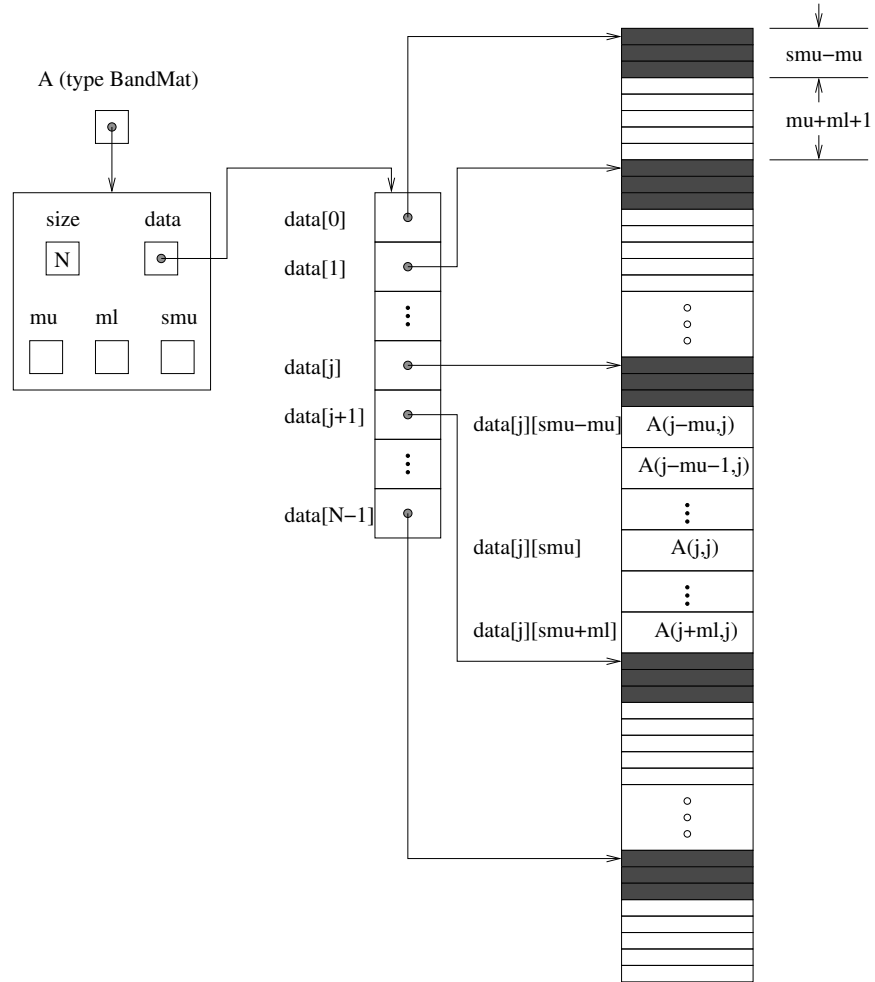 A (type BandMat)
size
data
N
mu
ml
smu
data[0]
data[1]
data[j]
data[j+1]
data[N−1]
smu−mu
mu+ml+1
data[j][smu−mu]
A(j−mu,j)
A(j−mu−1,j)
data[j][smu]
A(j,j)
data[j][smu+ml]
A(j+ml,j)